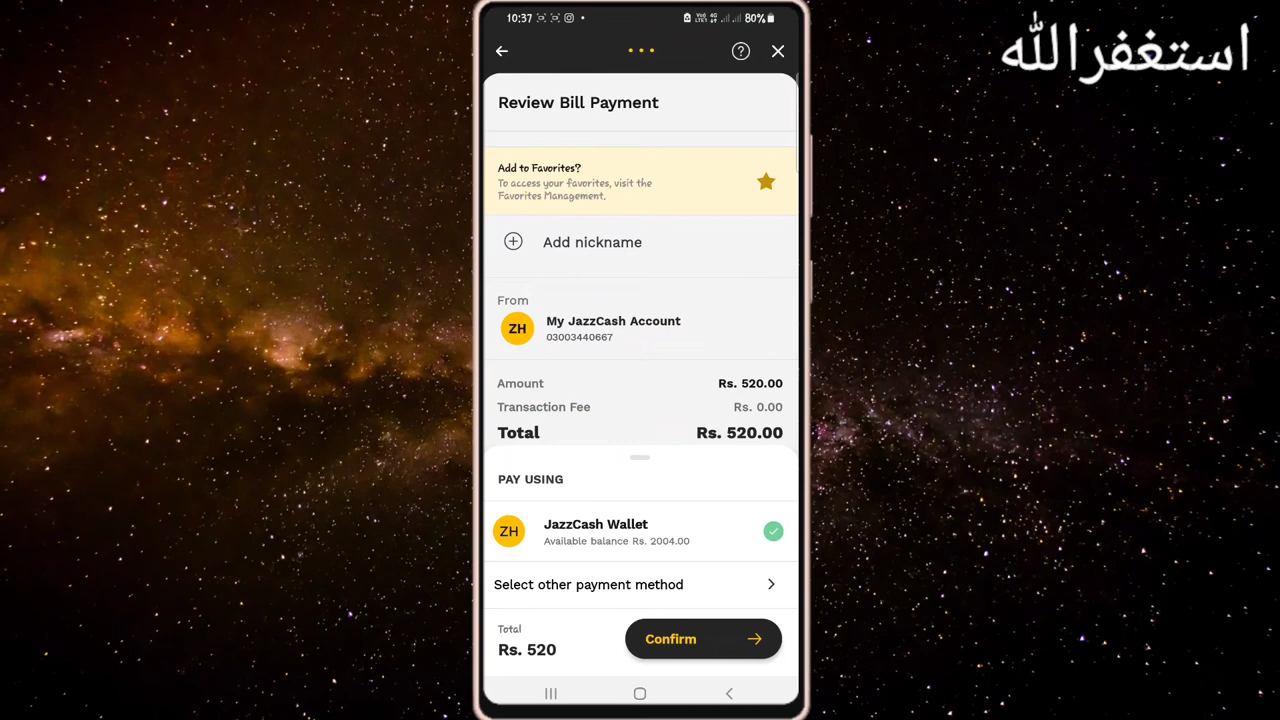 10:37
80%
استغفرالله
Review Bill Payment
Add to Favorites?
To access your favorites, visit the
Favorites Management.
Add nickname
From
ZH
My JazzCash Account
03003440667
Amount Rs. 520.00
Transaction Fee Rs. 0.00
Total Rs. 520.00
PAY USING
ZH
JazzCash Wallet
Available balance Rs. 2004.00
Select other payment method
Total
Rs. 520
Confirm